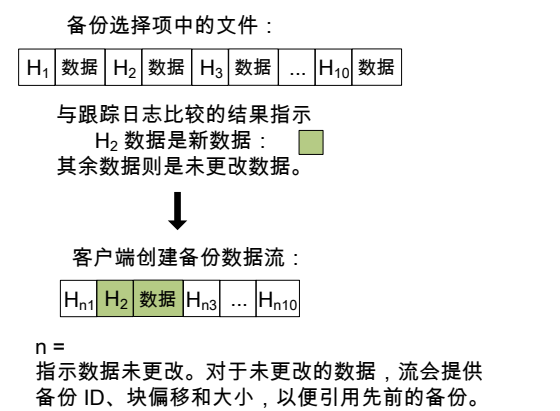 备份选择项中的文件：
H₁ 数据 H₂ 数据 H₃ 数据 ... H₁₀ 数据
与跟踪日志比较的结果指示
H₂ 数据是新数据：
其余数据则是未更改数据。
客户端创建备份数据流：
Hₙ₁ H₂ 数据 Hₙ₃ ... Hₙ₁₀
n =
指示数据未更改。对于未更改的数据，流会提供
备份 ID、块偏移和大小，以便引用先前的备份。